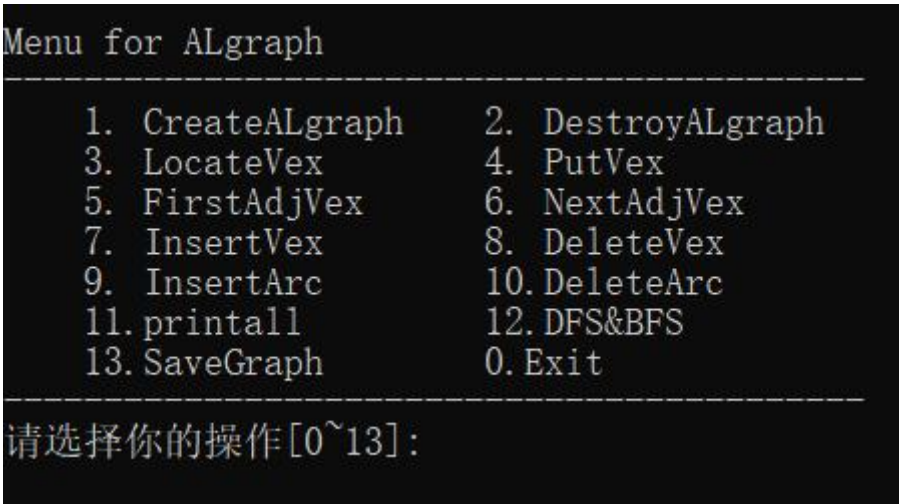 Menu for ALgraph
------------------------------------------
1. CreateALgraph 2. DestroyALgraph
3. LocateVex 4. PutVex
5. FirstAdjVex 6. NextAdjVex
7. InsertVex 8. DeleteVex
9. InsertArc 10.DeleteArc
11.printall 12.DFS&BFS
13.SaveGraph 0.Exit
------------------------------------------
请选择你的操作[0~13]: